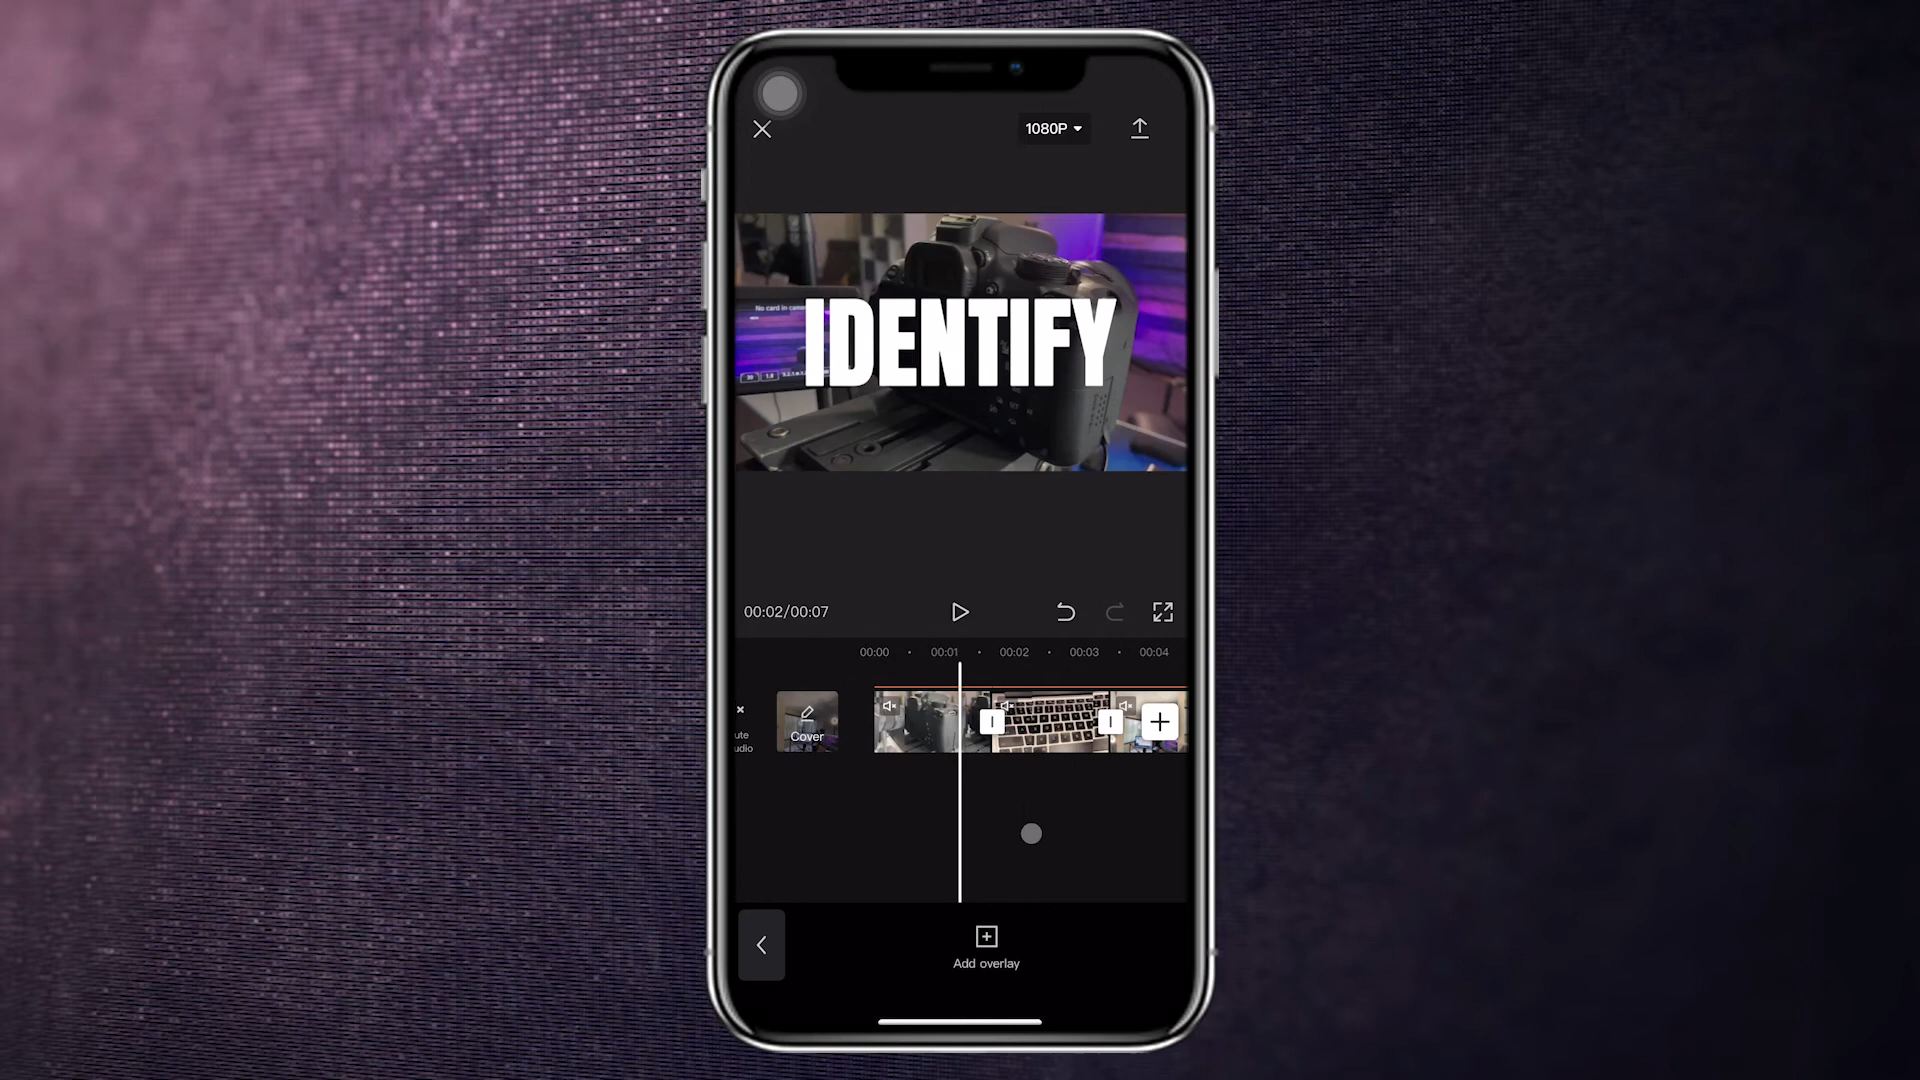 1080P
No card in camera
IDENTIFY
00:02/00:07
00:00 00:01 00:02 00:03 00:04
ute
udio
Cover
Add overlay